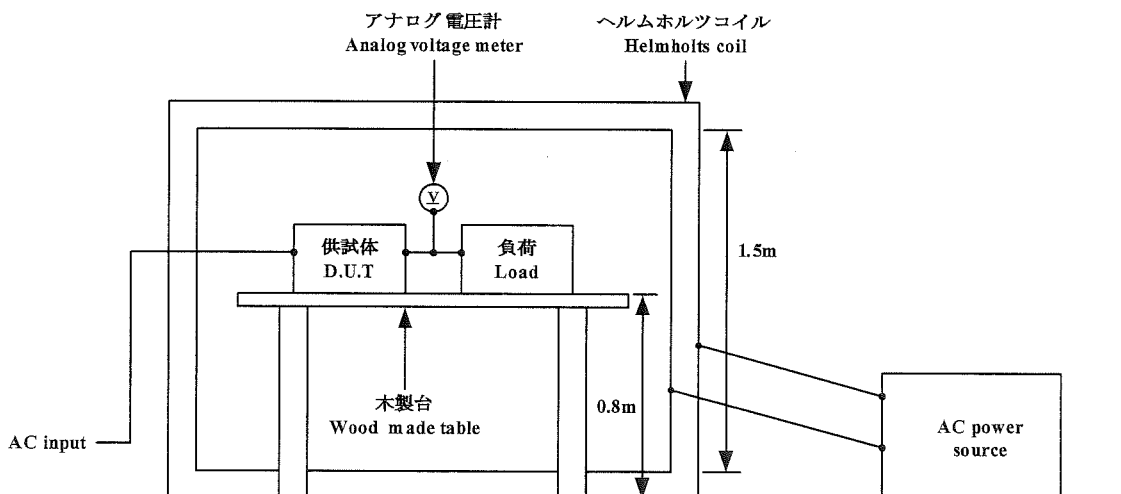 アナログ電圧計
Analog voltage meter
ヘルムホルツコイル
Helmholts coil
V
供試体
D.U.T
負荷
Load
1.5m
木製台
Wood made table
0.8m
AC input
AC power
source